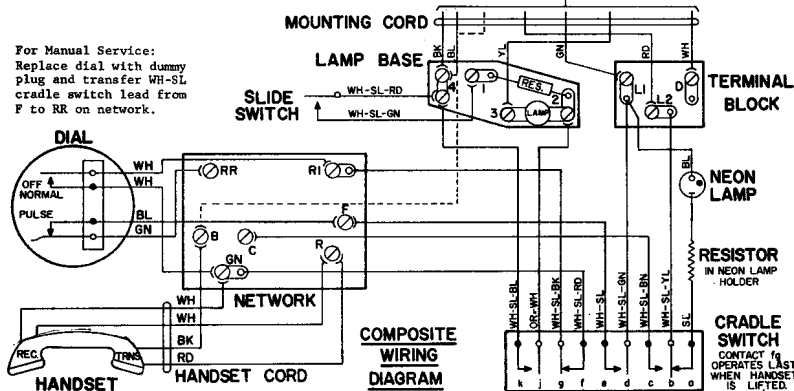 MOUNTING CORD
For Manual Service:
Replace dial with dummy
plug and transfer WH-SL
cradle switch lead from
F to RR on network.
BK
BL
YL
GN
RD
WH
LAMP BASE
4
1
RES.
2
3
LAMP
L1
L2
D
TERMINAL
BLOCK
SLIDE
SWITCH
WH-SL-RD
WH-SL-GN
DIAL
OFF
NORMAL
PULSE
WH
WH
BL
GN
RR
R1
F
B
C
R
GN
NETWORK
BL
NEON
LAMP
RESISTOR
IN NEON LAMP
HOLDER
WH
WH
BK
RD
REC.
TRNS
HANDSET
HANDSET CORD
COMPOSITE
WIRING
DIAGRAM
WH-SL-BL
OR-WH
WH-SL-BK
WH-SL-RD
WH-SL
WH-SL-GN
WH-SL-BN
WH-SL-YL
SL
k j g f e d c b a
CRADLE
SWITCH
CONTACT fg
OPERATES LAST
WHEN HANDSET
IS LIFTED.